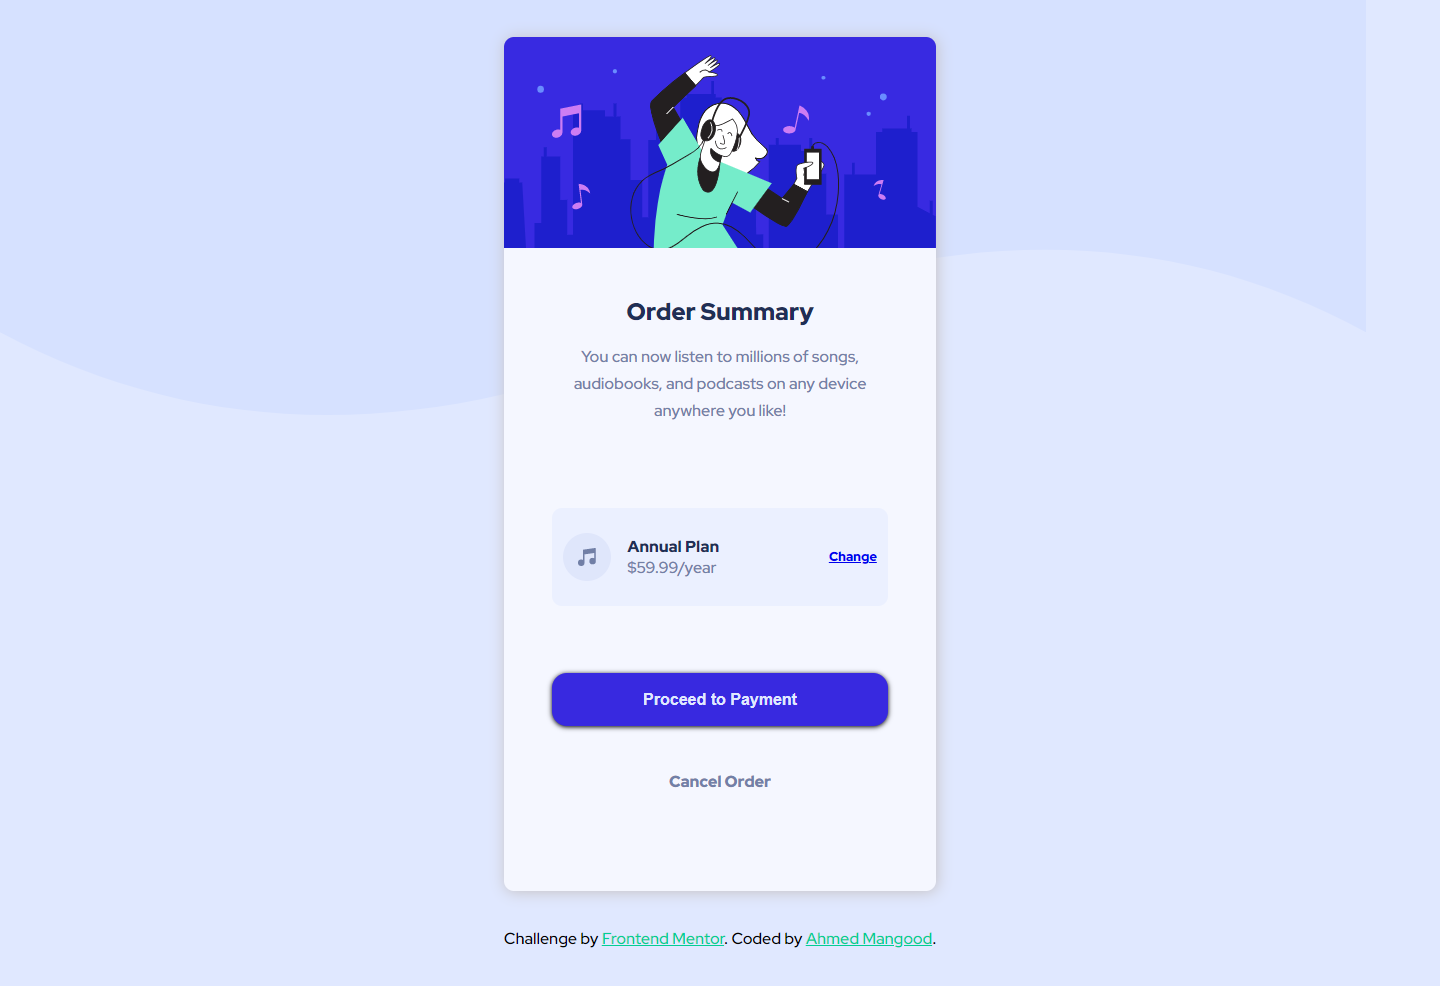 Order Summary
You can now listen to millions of songs,
audiobooks, and podcasts on any device
anywhere you like!
Annual Plan
$59.99/year
Change
Proceed to Payment
Cancel Order
Challenge by Frontend Mentor. Coded by Ahmed Mangood.